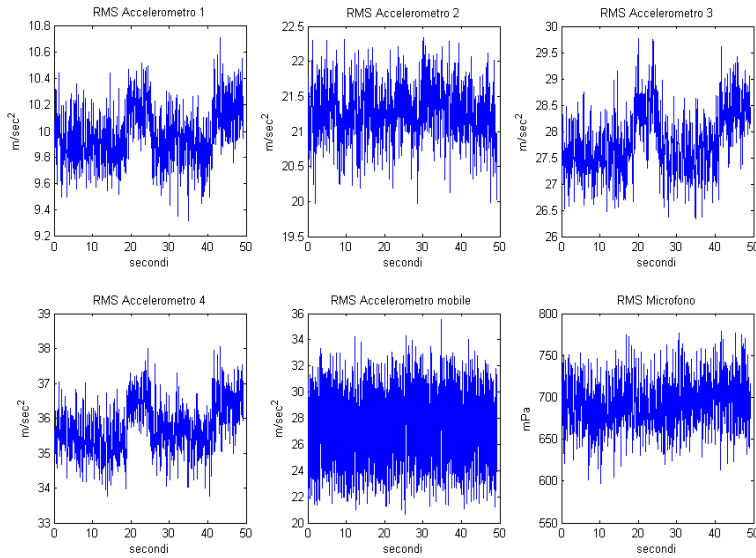 RMS Accelerometro 1
m/sec²
10.8
10.6
10.4
10.2
10
9.8
9.6
9.4
9.2
0 10 20 30 40 50
secondi
RMS Accelerometro 2
m/sec²
22.5
22
21.5
21
20.5
20
19.5
0 10 20 30 40 50
secondi
RMS Accelerometro 3
m/sec²
30
29.5
29
28.5
28
27.5
27
26.5
26
0 10 20 30 40 50
secondi
RMS Accelerometro 4
m/sec²
39
38
37
36
35
34
33
0 10 20 30 40 50
secondi
RMS Accelerometro mobile
m/sec²
36
34
32
30
28
26
24
22
20
0 10 20 30 40 50
secondi
RMS Microfono
mPa
800
750
700
650
600
550
0 10 20 30 40 50
secondi